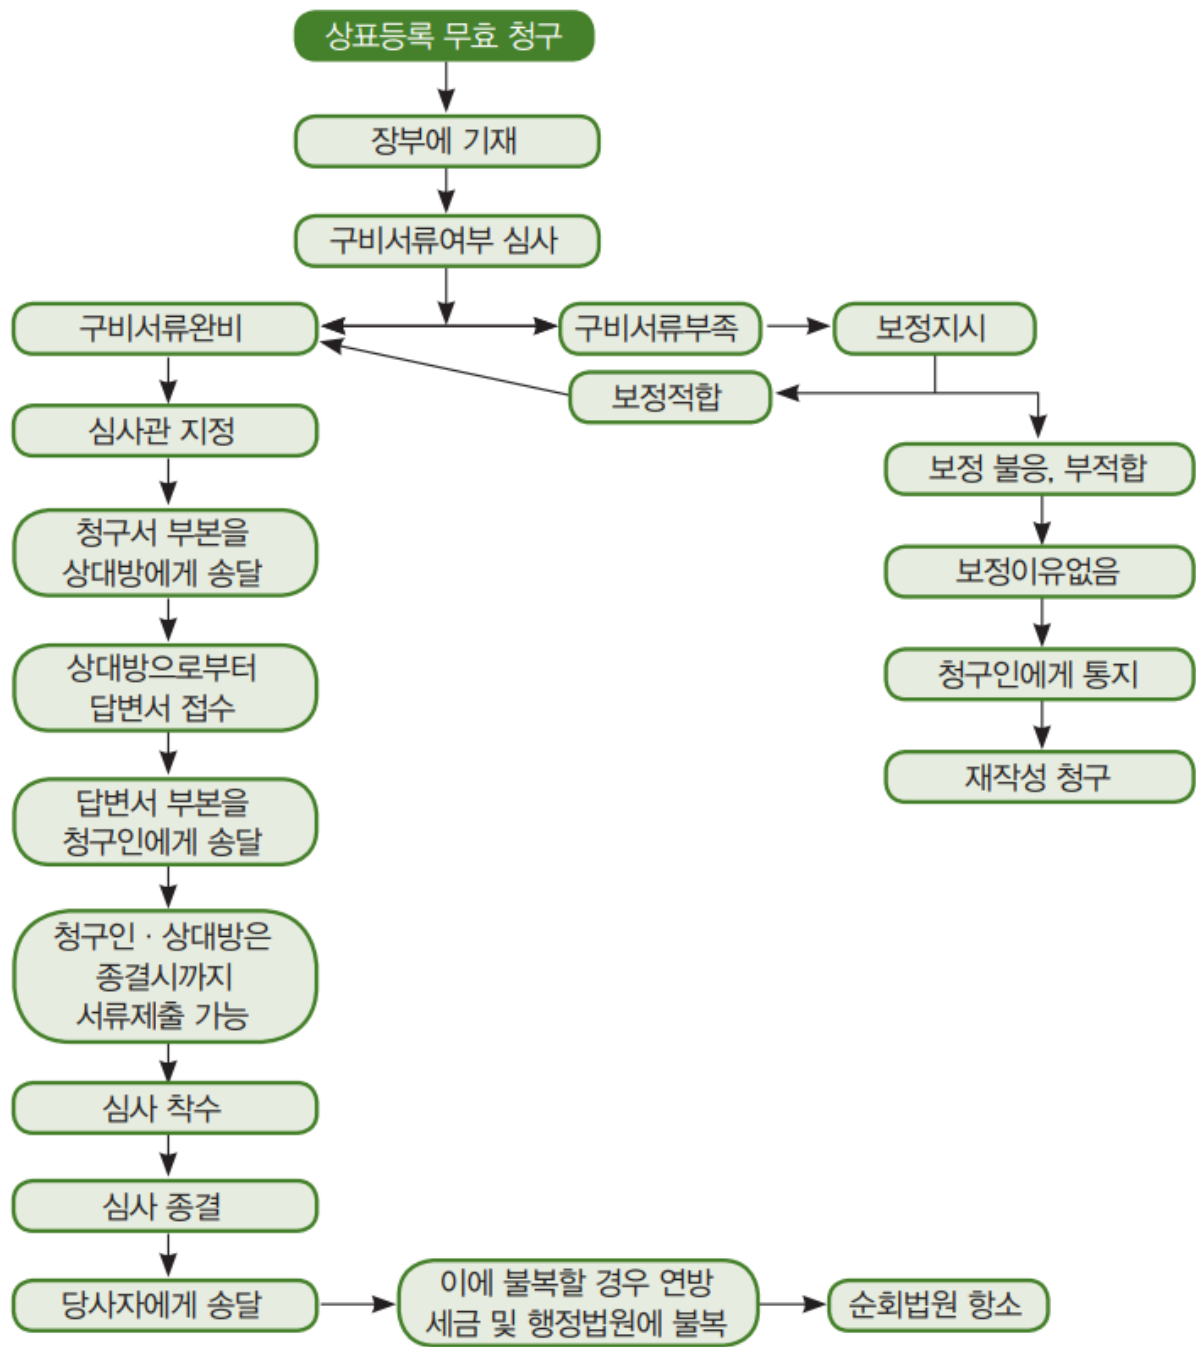 상표등록 무효 청구
장부에 기재
구비서류여부 심사
구비서류완비
구비서류부족
보정지시
보정적합
심사관 지정
보정 불응, 부적합
청구서 부본을
상대방에게 송달
보정이유없음
상대방으로부터
답변서 접수
청구인에게 통지
재작성 청구
답변서 부본을
청구인에게 송달
청구인 · 상대방은
종결시까지
서류제출 가능
심사 착수
심사 종결
당사자에게 송달
이에 불복할 경우 연방
세금 및 행정법원에 불복
순회법원 항소